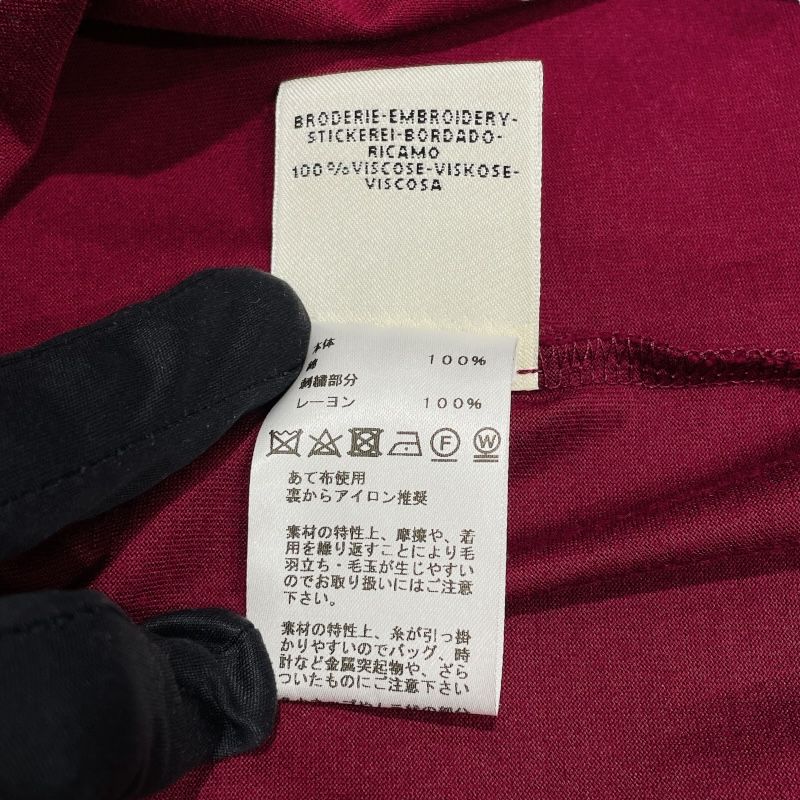 BRODERIE-EMBROIDERY-
STICKEREI-BORDADO-
RICAMO
100%VISCOSE-VISKOSE-
VISCOSA
本体
綿 100%
刺繍部分
レーヨン 100%
F W
あて布使用
裏からアイロン推奨
素材の特性上、摩擦や、着
用を繰り返すことにより毛
羽立ち・毛玉が生じやすい
のでお取り扱いにはご注意
下さい。
素材の特性上、糸が引っ掛
かりやすいのでバッグ、時
計など金属突起物や、ざら
ついたものにご注意下さい